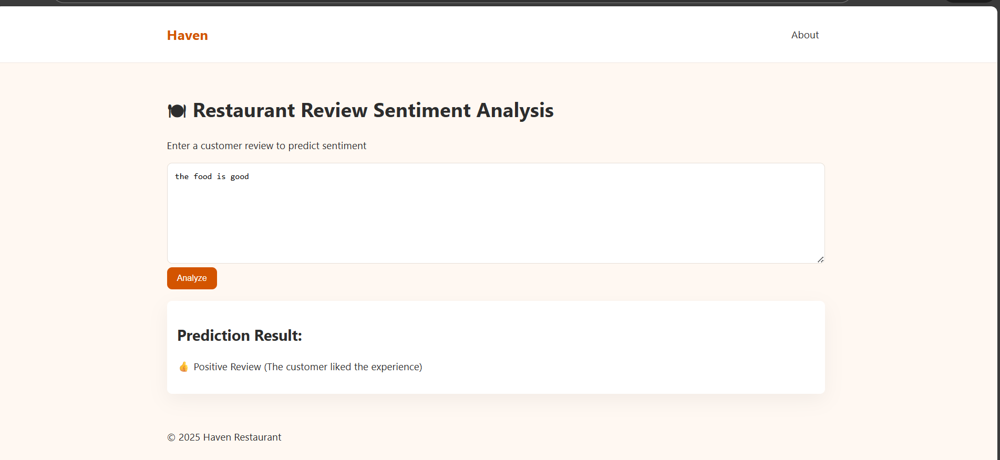 Haven
About
🍽 Restaurant Review Sentiment Analysis
Enter a customer review to predict sentiment
the food is good
Analyze
Prediction Result:
👍 Positive Review (The customer liked the experience)
© 2025 Haven Restaurant